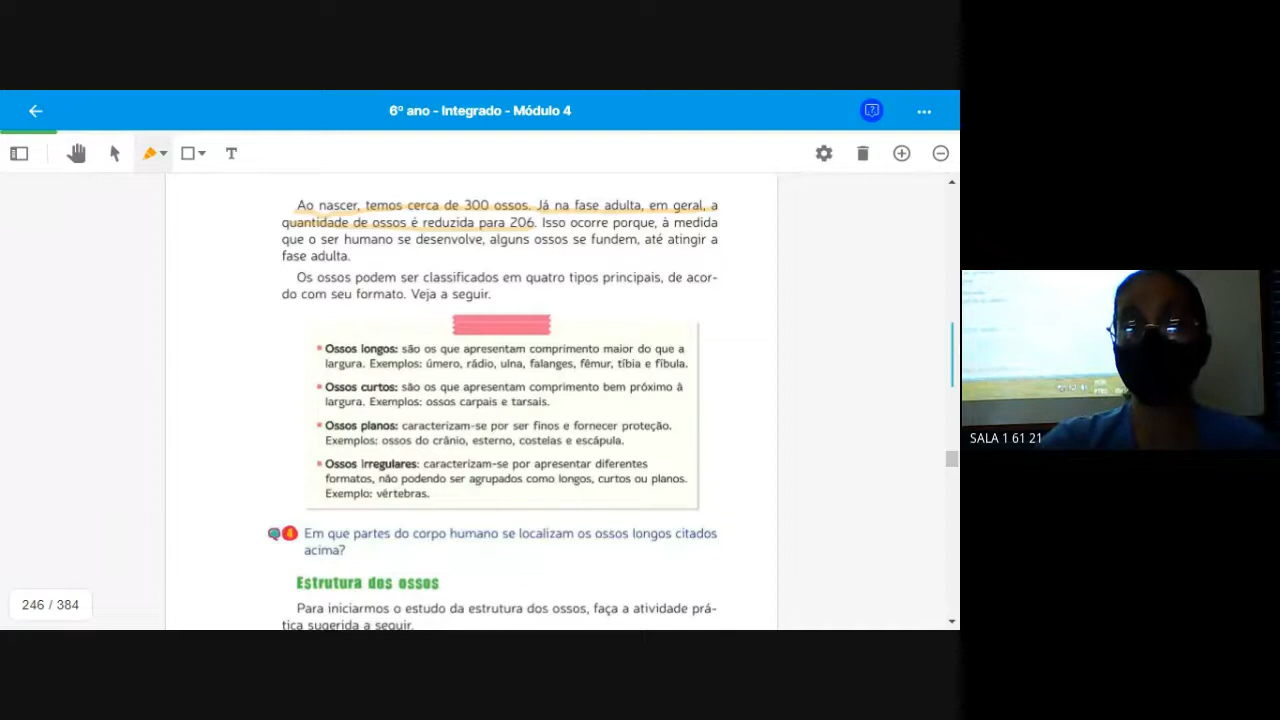 6º ano - Integrado - Módulo 4
T
Ao nascer, temos cerca de 300 ossos. Já na fase adulta, em geral, a
quantidade de ossos é reduzida para 206. Isso ocorre porque, à medida
que o ser humano se desenvolve, alguns ossos se fundem, até atingir a
fase adulta.
Os ossos podem ser classificados em quatro tipos principais, de acor-
do com seu formato. Veja a seguir.
Ossos longos: são os que apresentam comprimento maior do que a
largura. Exemplos: úmero, rádio, ulna, falanges, fêmur, tíbia e fíbula.
Ossos curtos: são os que apresentam comprimento bem próximo à
largura. Exemplos: ossos carpais e tarsais.
Ossos planos: caracterizam-se por ser finos e fornecer proteção.
Exemplos: ossos do crânio, esterno, costelas e escápula.
Ossos irregulares: caracterizam-se por apresentar diferentes
formatos, não podendo ser agrupados como longos, curtos ou planos.
Exemplo: vértebras.
4 Em que partes do corpo humano se localizam os ossos longos citados
acima?
Estrutura dos ossos
Para iniciarmos o estudo da estrutura dos ossos, faça a atividade prá-
tica sugerida a seguir.
246 / 384
SALA 1 61 21